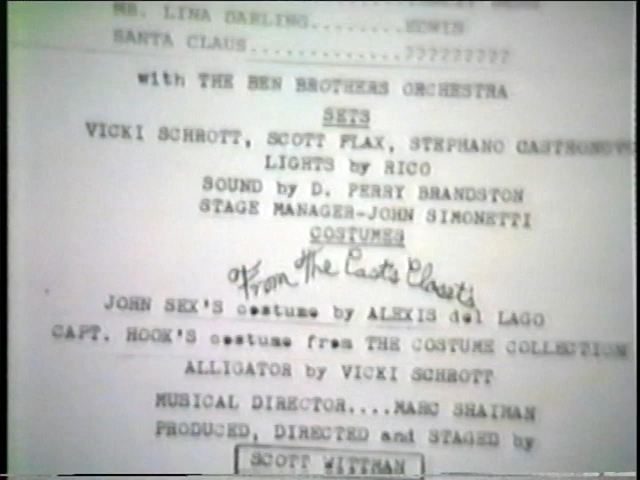 MR. LINA DARLING........EDWIN
SANTA CLAUS.............?????????
with THE BEN BROTHERS ORCHESTRA
SETS
VICKI SCHROTT, SCOTT FLAX, STEPHANO
LIGHTS by RICO
SOUND by D. PERRY BRANDSTON
STAGE MANAGER-JOHN SIMONETTI
COSTUMES
From The Cast's Closets
JOHN SEX'S costume by ALEXIS del LAGO
CAPT. HOOK'S costume from THE COSTUME COLLECTION
ALLIGATOR by VICKI SCHROTT
MUSICAL DIRECTOR....MARC SHAIMAN
PRODUCED, DIRECTED and STAGED by
SCOTT WITTMAN